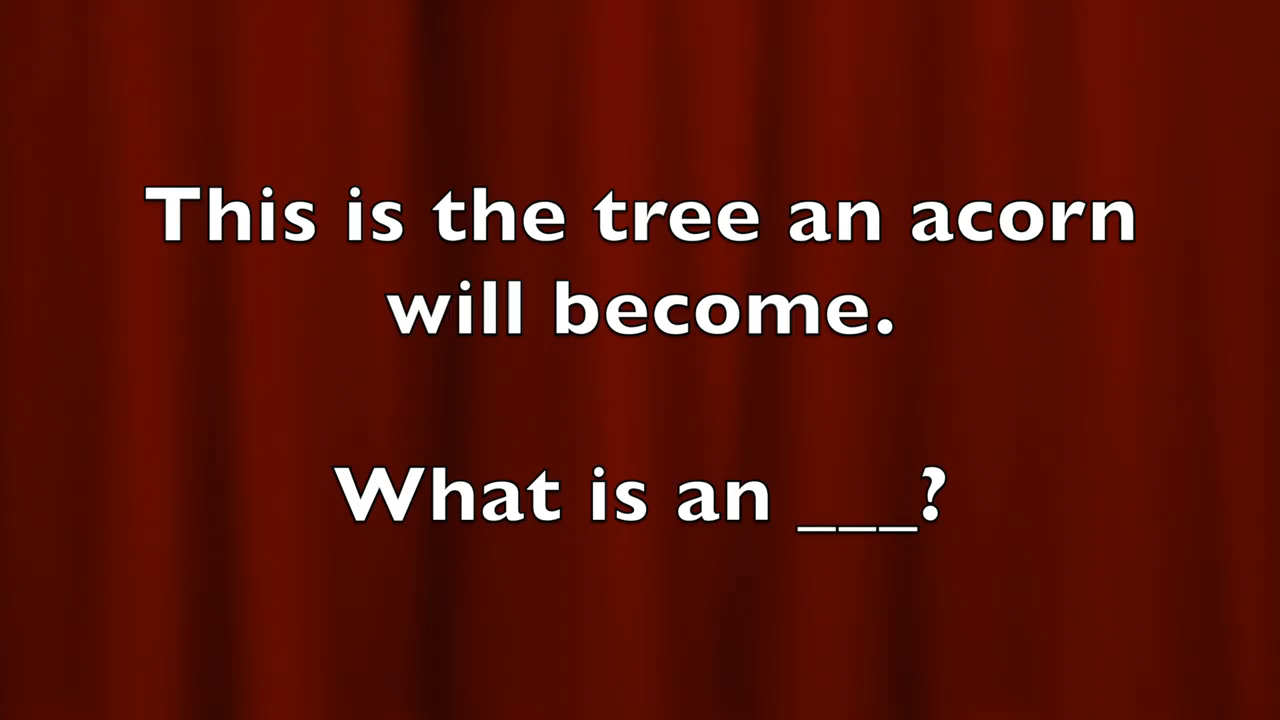 This is the tree an acorn
will become.
What is an ___?